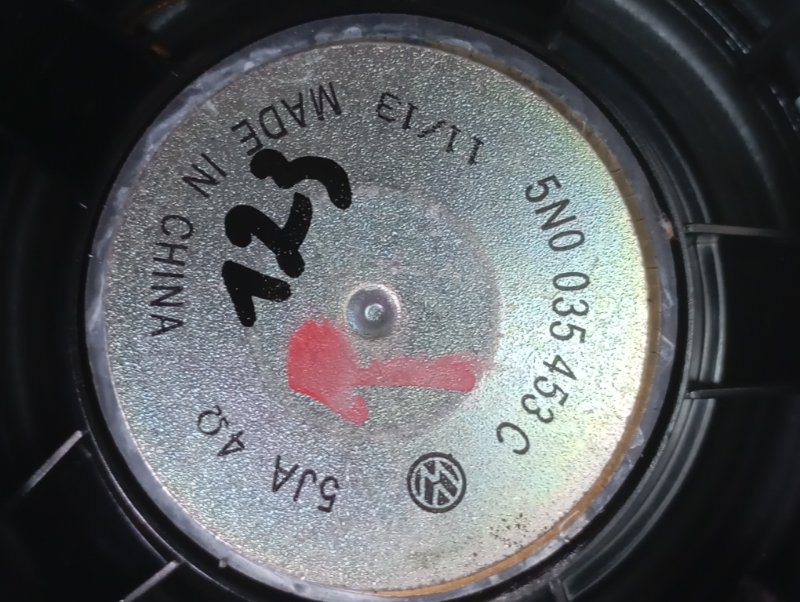 5N0 035 453 C
5JA 4Ω
MADE IN CHINA
11/13
123